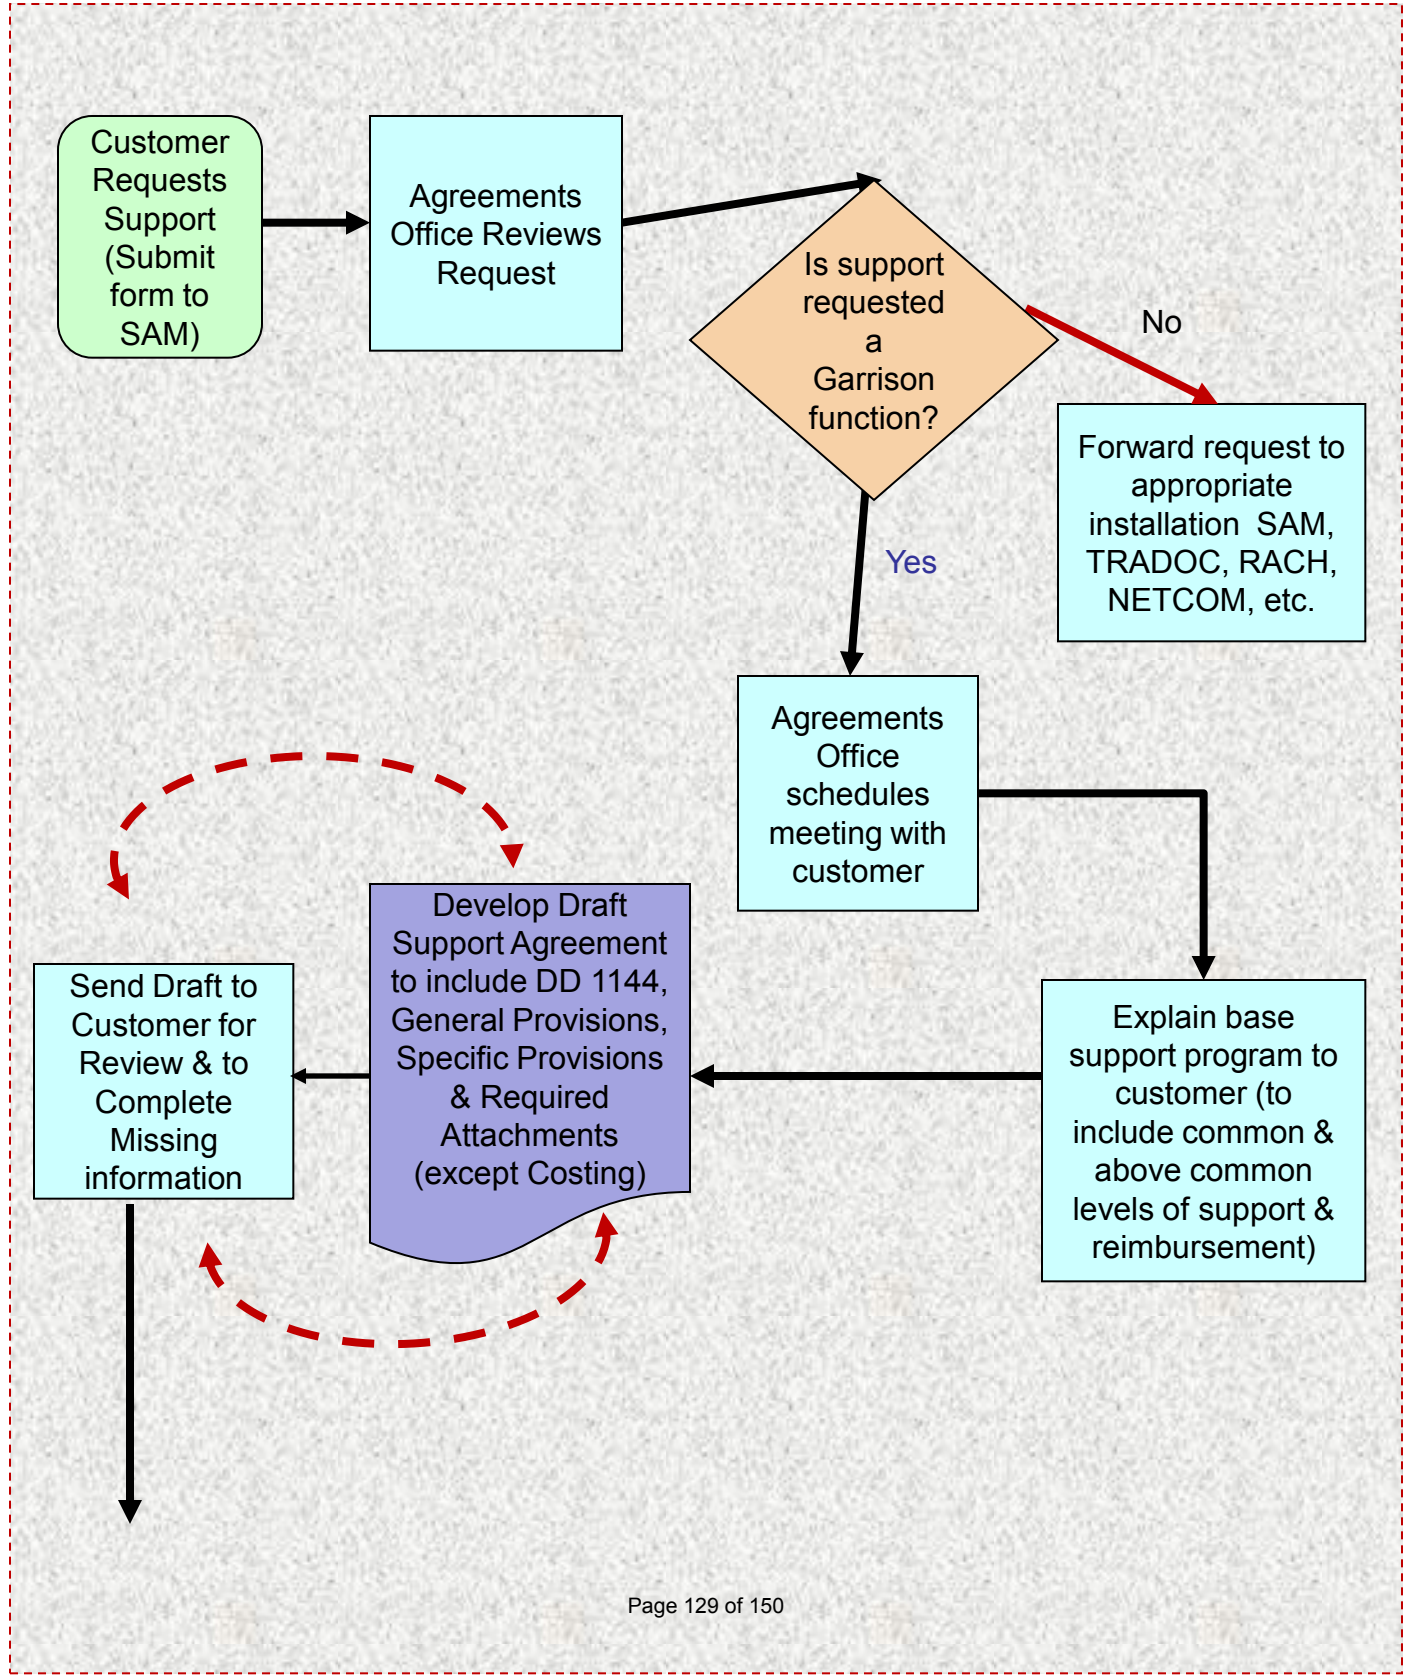 Customer
Requests
Support
(Submit
form to
SAM)
Agreements
Office Reviews
Request
Is support
requested
a
Garrison
function?
No
Forward request to
appropriate
installation  SAM,
TRADOC, RACH,
NETCOM, etc.
Yes
Agreements
Office
schedules
meeting with
customer
Explain base
support program to
customer (to
include common &
above common
levels of support &
reimbursement)
Develop Draft
Support Agreement
to include DD 1144,
General Provisions,
Specific Provisions
& Required
Attachments
(except Costing)
Send Draft to
Customer for
Review & to
Complete
Missing
information
Page 129 of 150